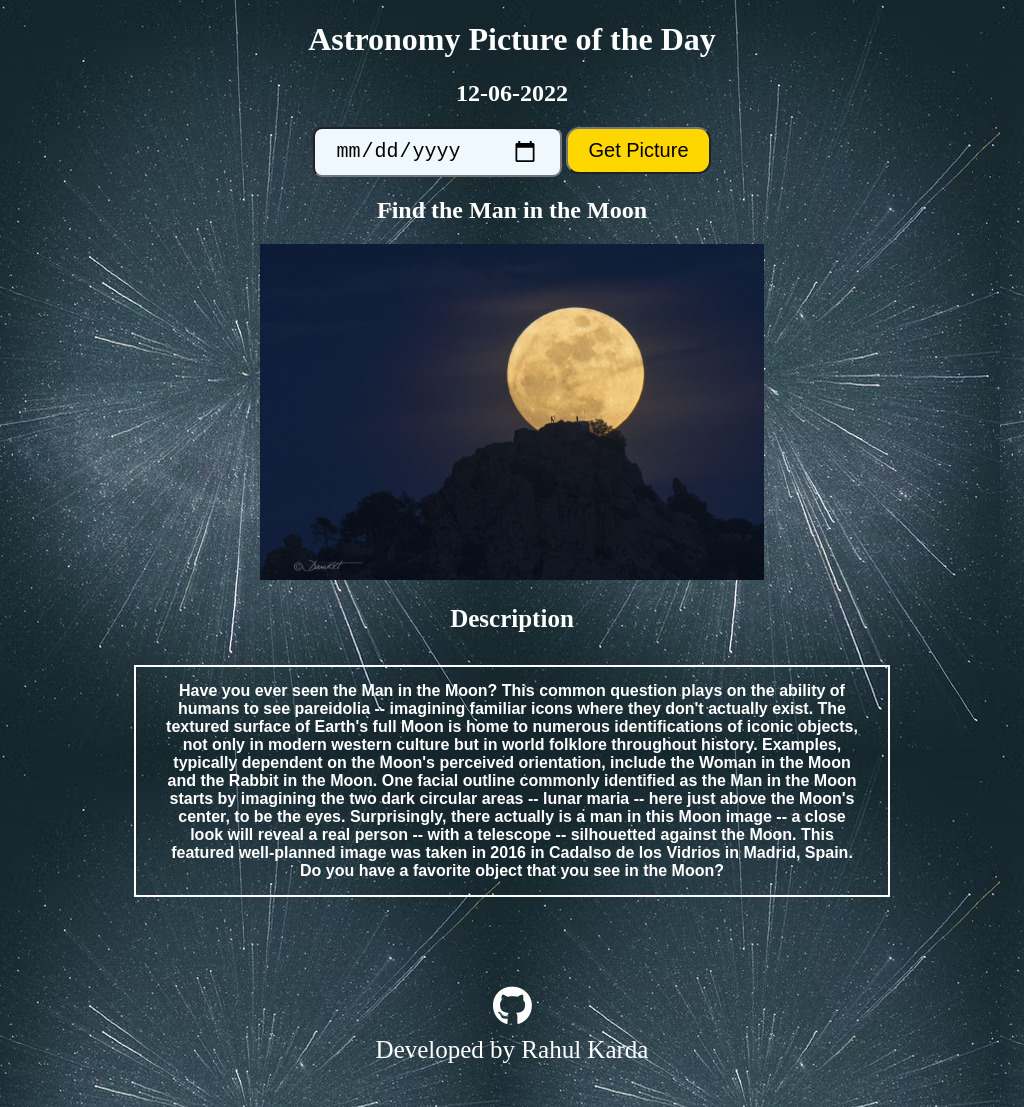 Astronomy Picture of the Day
12-06-2022
mm/dd/yyyy
Get Picture
Find the Man in the Moon
Description
Have you ever seen the Man in the Moon? This common question plays on the ability of
humans to see pareidolia -- imagining familiar icons where they don't actually exist. The
textured surface of Earth's full Moon is home to numerous identifications of iconic objects,
not only in modern western culture but in world folklore throughout history. Examples,
typically dependent on the Moon's perceived orientation, include the Woman in the Moon
and the Rabbit in the Moon. One facial outline commonly identified as the Man in the Moon
starts by imagining the two dark circular areas -- lunar maria -- here just above the Moon's
center, to be the eyes. Surprisingly, there actually is a man in this Moon image -- a close
look will reveal a real person -- with a telescope -- silhouetted against the Moon. This
featured well-planned image was taken in 2016 in Cadalso de los Vidrios in Madrid, Spain.
Do you have a favorite object that you see in the Moon?
Developed by Rahul Karda